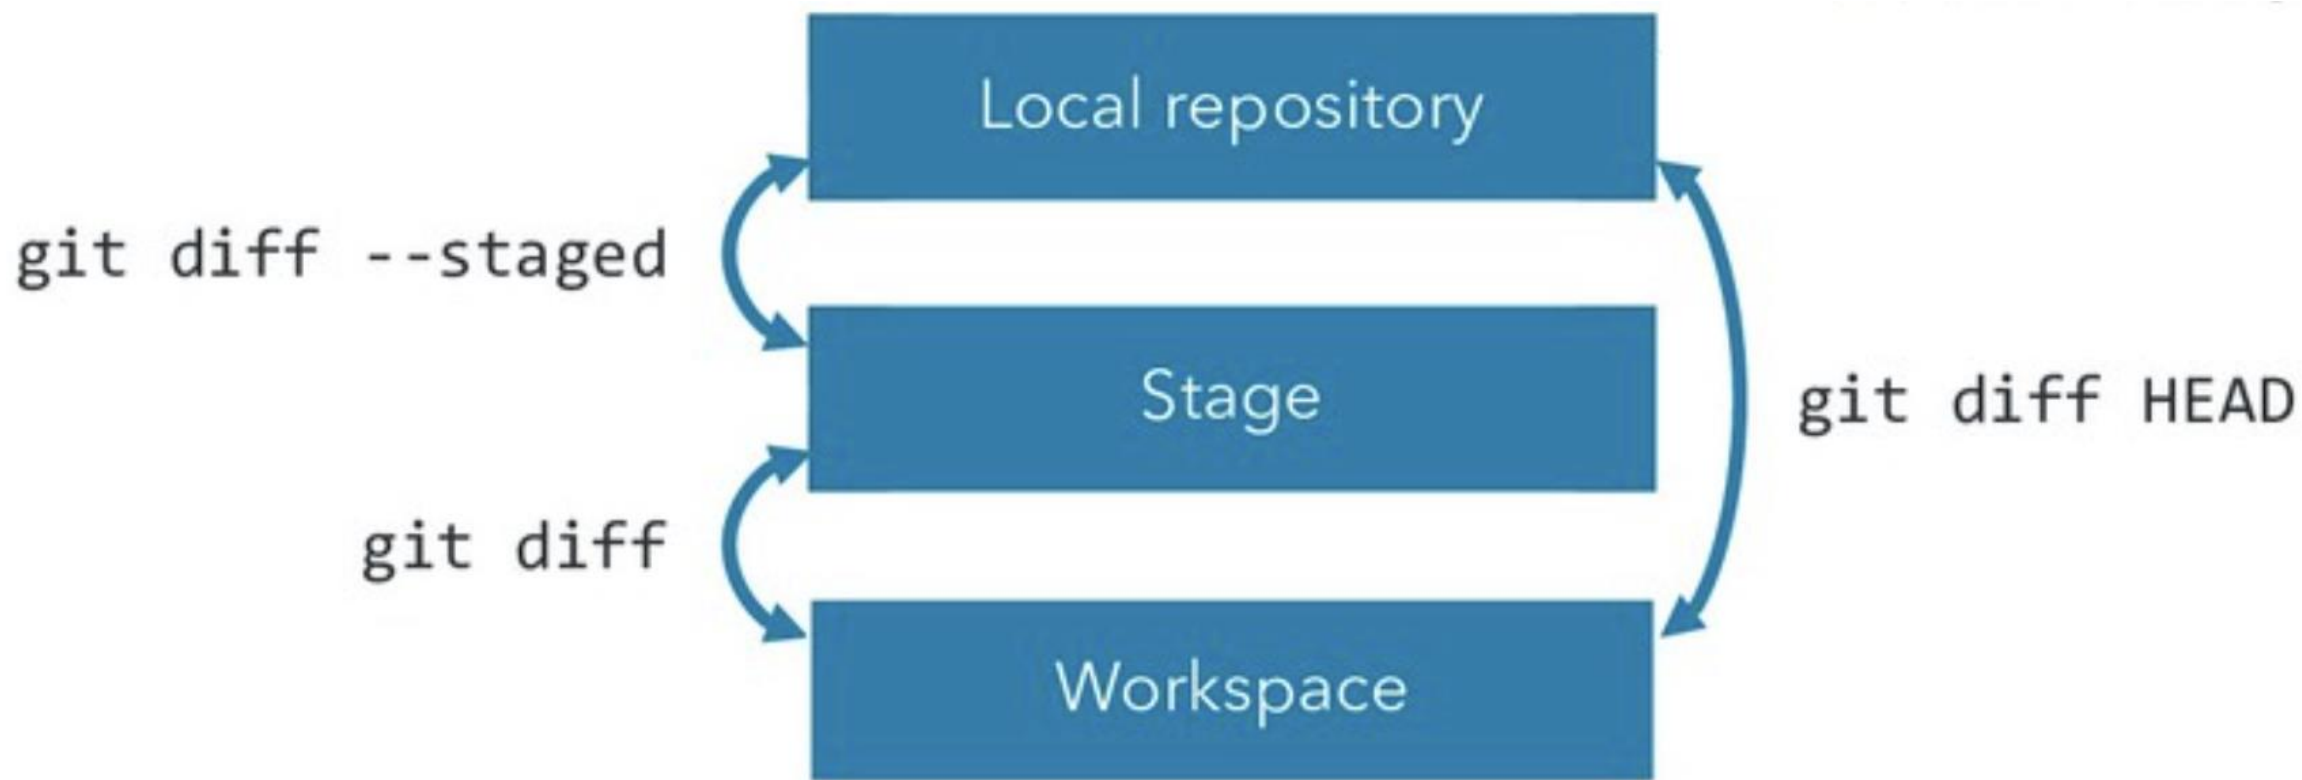 Local repository
git diff --staged
Stage
git diff HEAD
git diff
Workspace